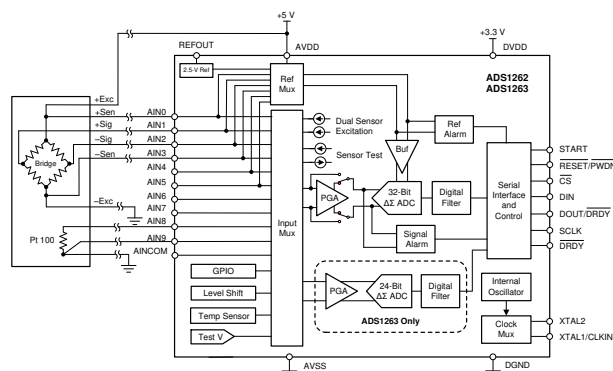 +5 V
+3.3 V
REFOUT
AVDD
DVDD
2.5-V Ref
Ref
Mux
ADS1262
ADS1263
+Exc
+Sen
+Sig
−Sig
−Sen
−Exc
Bridge
Pt 100
AIN0
AIN1
AIN2
AIN3
AIN4
AIN5
AIN6
AIN7
AIN8
AIN9
AINCOM
Dual Sensor
Excitation
Sensor Test
Input
Mux
GPIO
Level Shift
Temp Sensor
Test V
Buf
Ref
Alarm
PGA
32-Bit
ΔΣ ADC
Digital
Filter
Signal
Alarm
Serial
Interface
and
Control
PGA
24-Bit
ΔΣ ADC
Digital
Filter
ADS1263 Only
Internal
Oscillator
Clock
Mux
START
RESET/PWDN
CS
DIN
DOUT/DRDY
SCLK
DRDY
XTAL2
XTAL1/CLKIN
AVSS
DGND